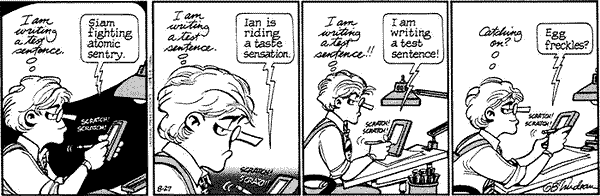 I am
writing
a test
sentence.
Siam
fighting
atomic
sentry.
SCRATCH!
SCRATCH!
I am
writing
a test
sentence.
Ian is
riding
a taste
sensation.
SCRATCH!
SCRATCH!
8-27
I am
writing
a test
sentence!!
I am
writing
a test
sentence!
SCRATCH!
SCRATCH!
Catching
on?
Egg
freckles?
SCRATCH!
SCRATCH!
GBTrudeau